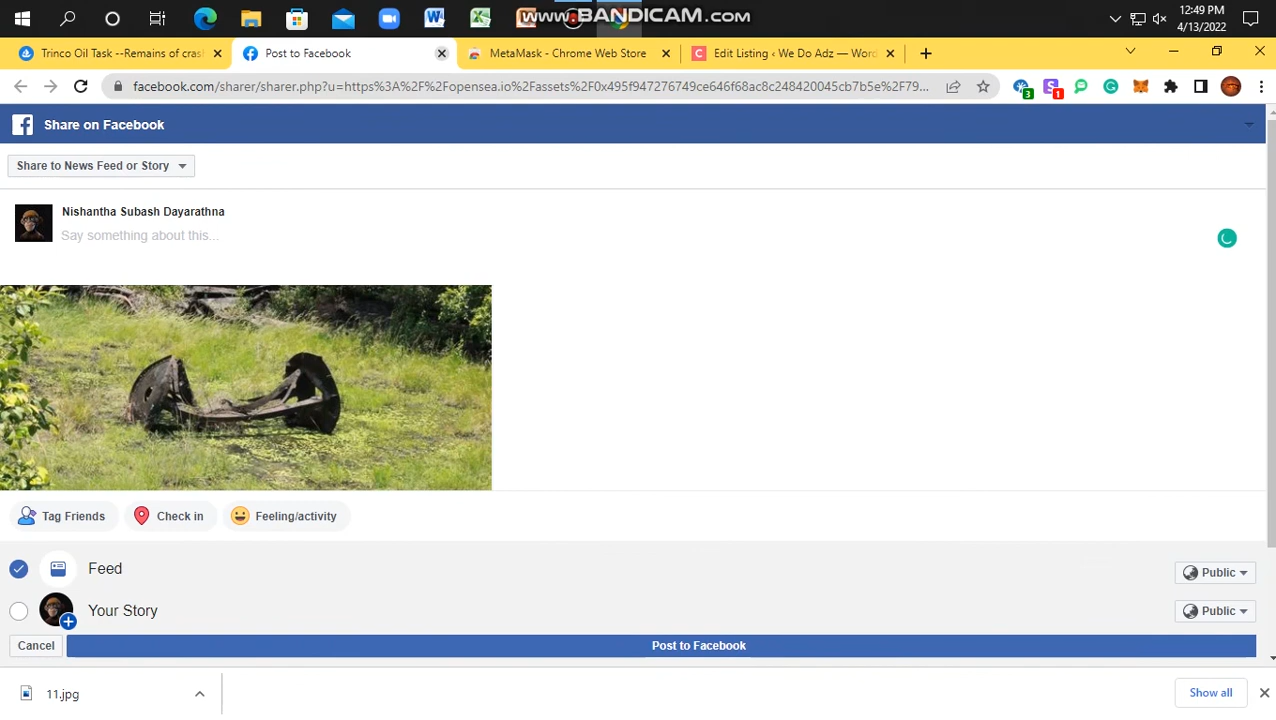 www.BANDICAM.com
12:49 PM
4/13/2022
Trinco Oil Task --Remains of cras
Post to Facebook
MetaMask - Chrome Web Store
Edit Listing ‹ We Do Adz — Word
facebook.com/sharer/sharer.php?u=https%3A%2F%2Fopensea.io%2Fassets%2F0x495f947276749ce646f68ac8c248420045cb7b5e%2F79...
3
1
Share on Facebook
Share to News Feed or Story
Nishantha Subash Dayarathna
Say something about this...
Tag Friends
Check in
Feeling/activity
Feed
Public
Your Story
Public
Cancel
Post to Facebook
11.jpg
Show all